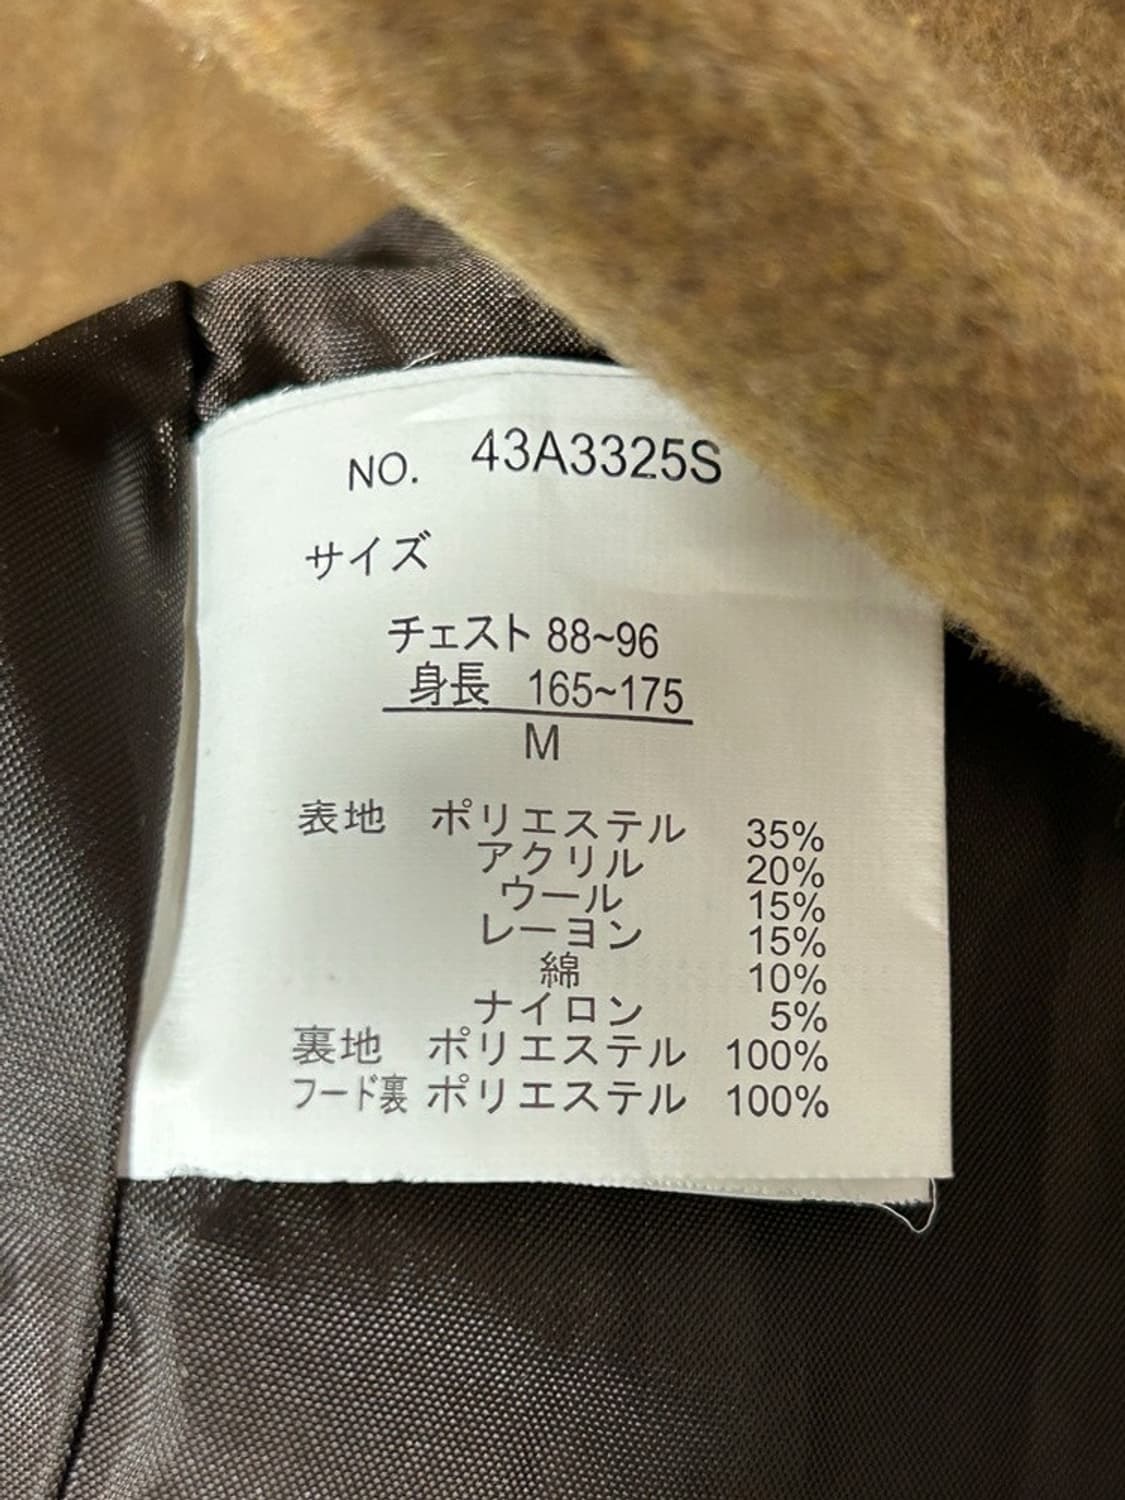 NO. 43A3325S
サイズ
チェスト 88~96
身長 165~175
M
表地 ポリエステル 35%
アクリル 20%
ウール 15%
レーヨン 15%
綿 10%
ナイロン 5%
裏地 ポリエステル 100%
フード裏 ポリエステル 100%